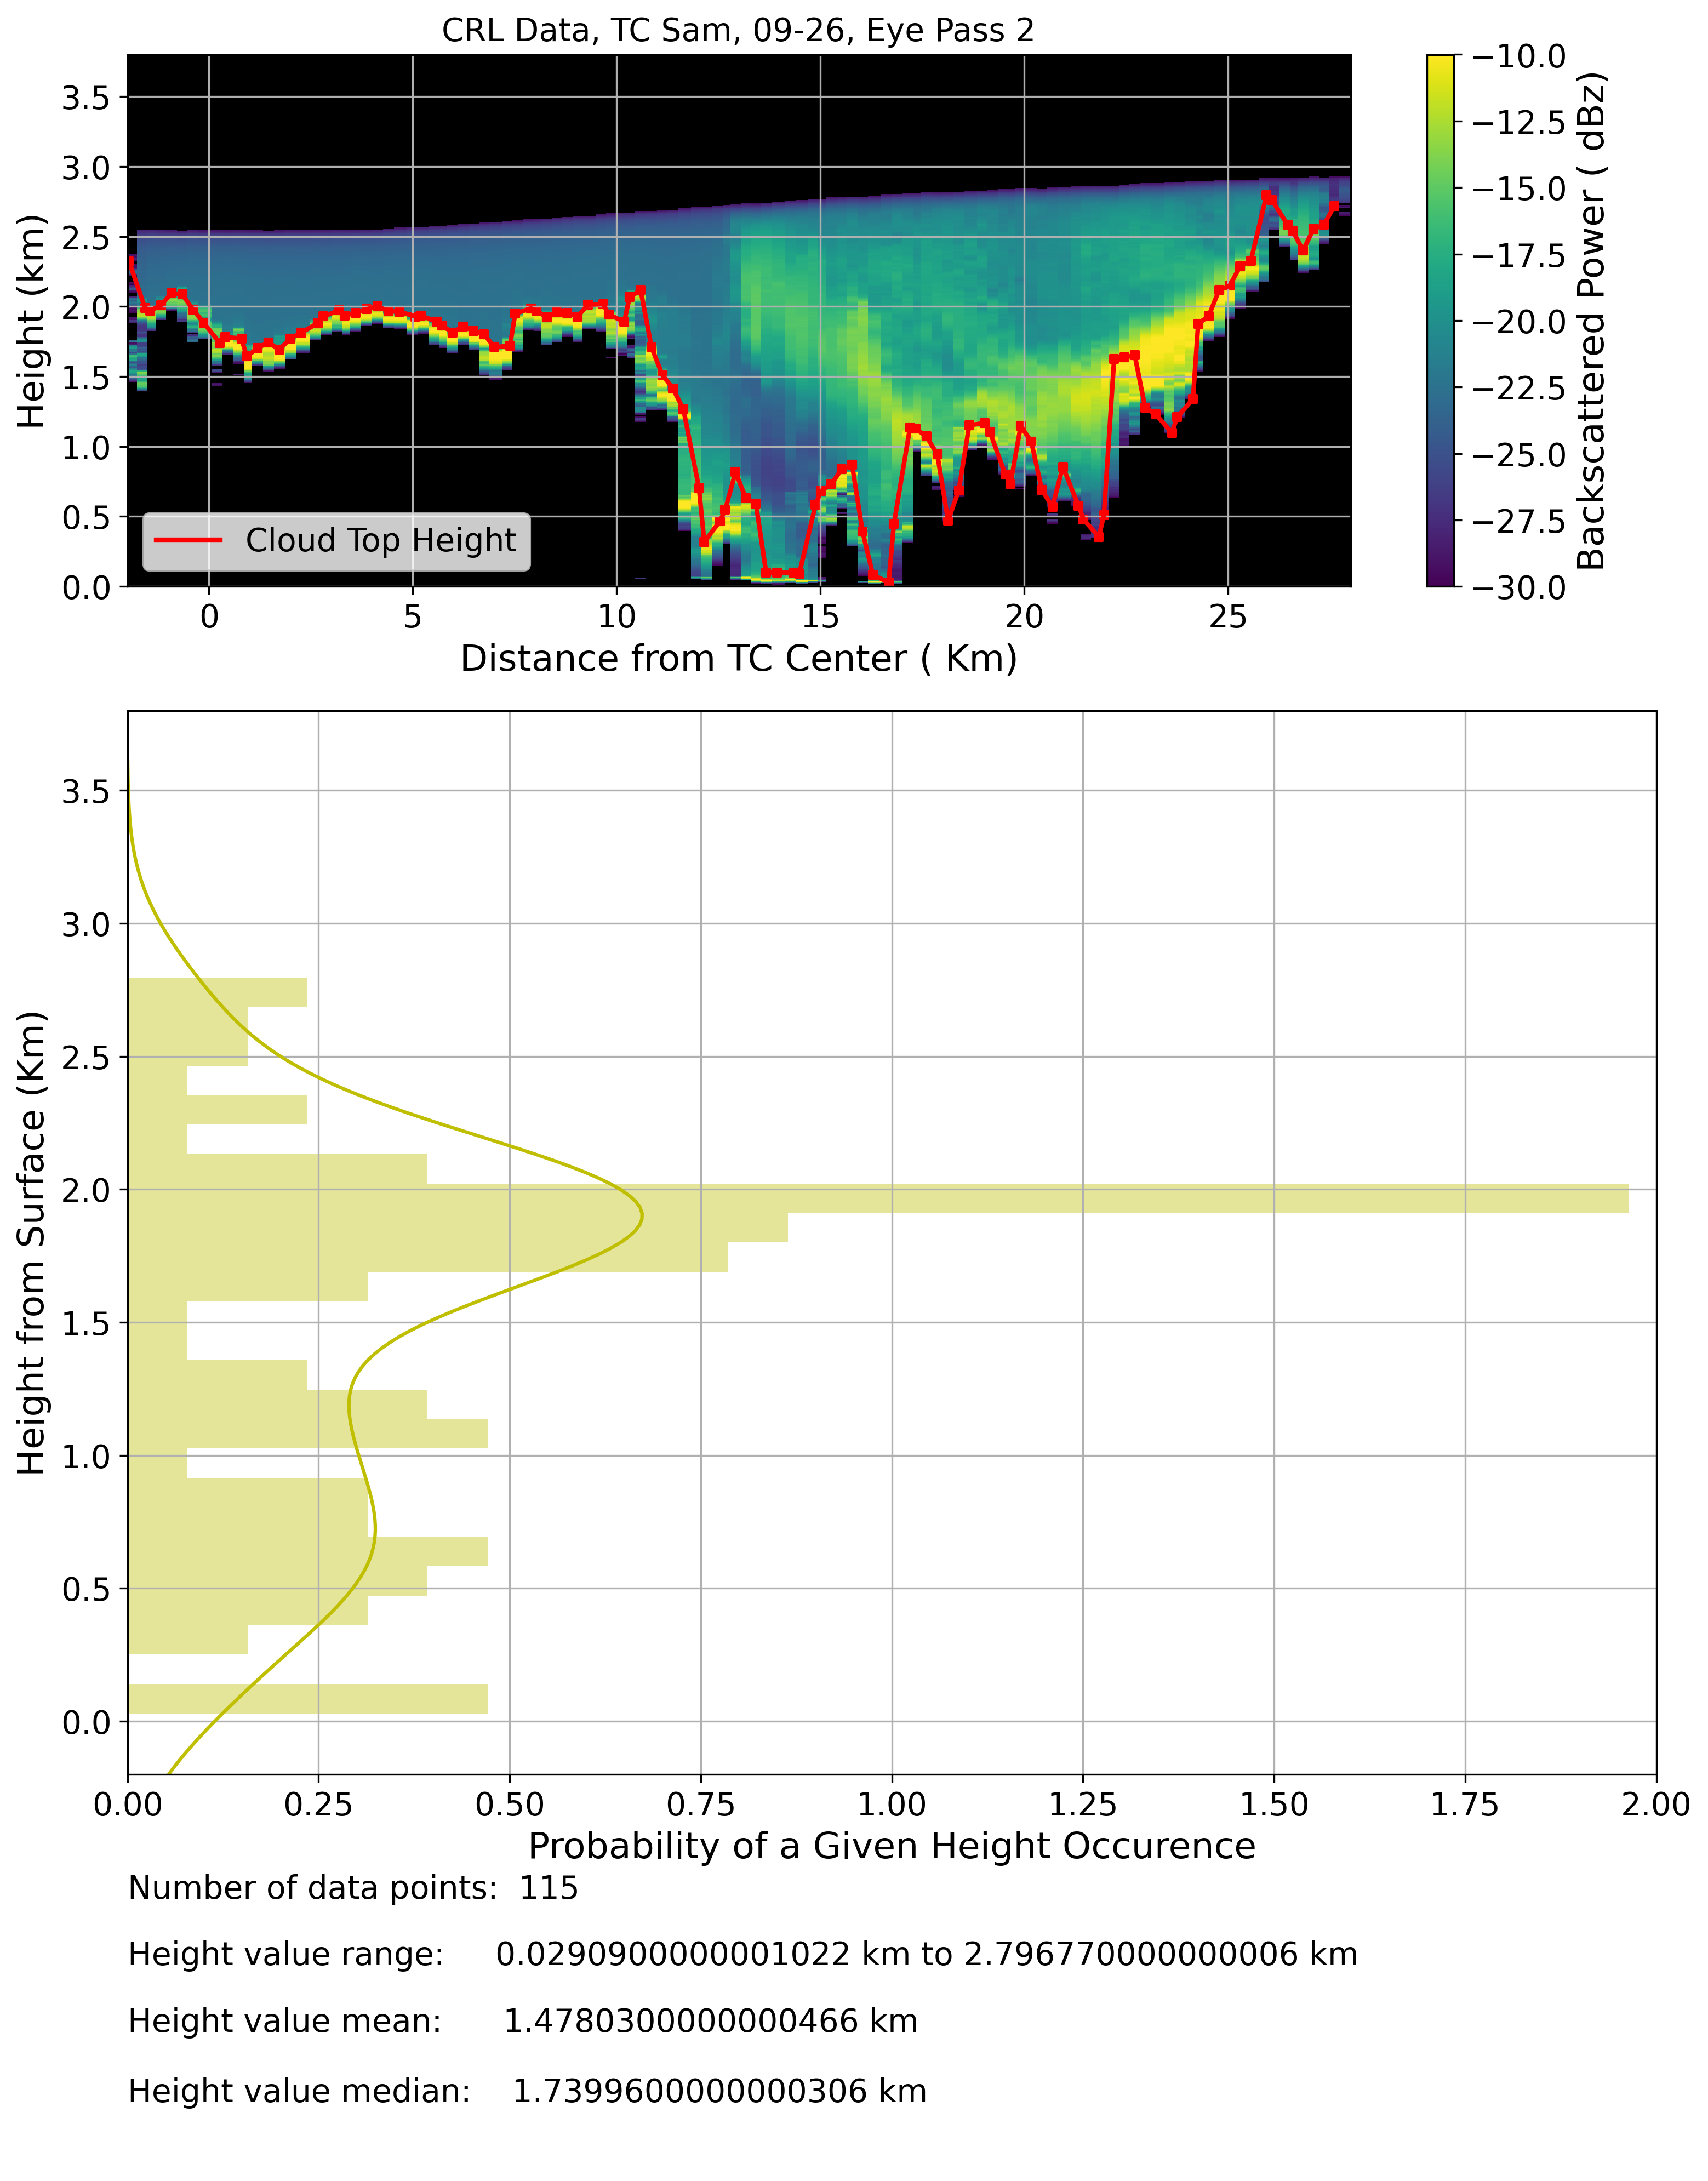 CRL Data, TC Sam, 09-26, Eye Pass 2
Height (km)
3.5
3.0
2.5
2.0
1.5
1.0
0.5
0.0
Cloud Top Height
0 5 10 15 20 25
Distance from TC Center ( Km)
−10.0
−12.5
−15.0
−17.5
−20.0
−22.5
−25.0
−27.5
−30.0
Backscattered Power ( dBz)
Height from Surface (Km)
3.5
3.0
2.5
2.0
1.5
1.0
0.5
0.0
0.00 0.25 0.50 0.75 1.00 1.25 1.50 1.75 2.00
Probability of a Given Height Occurence
Number of data points: 115
Height value range: 0.0290900000001022 km to 2.796770000000006 km
Height value mean: 1.4780300000000466 km
Height value median: 1.7399600000000306 km